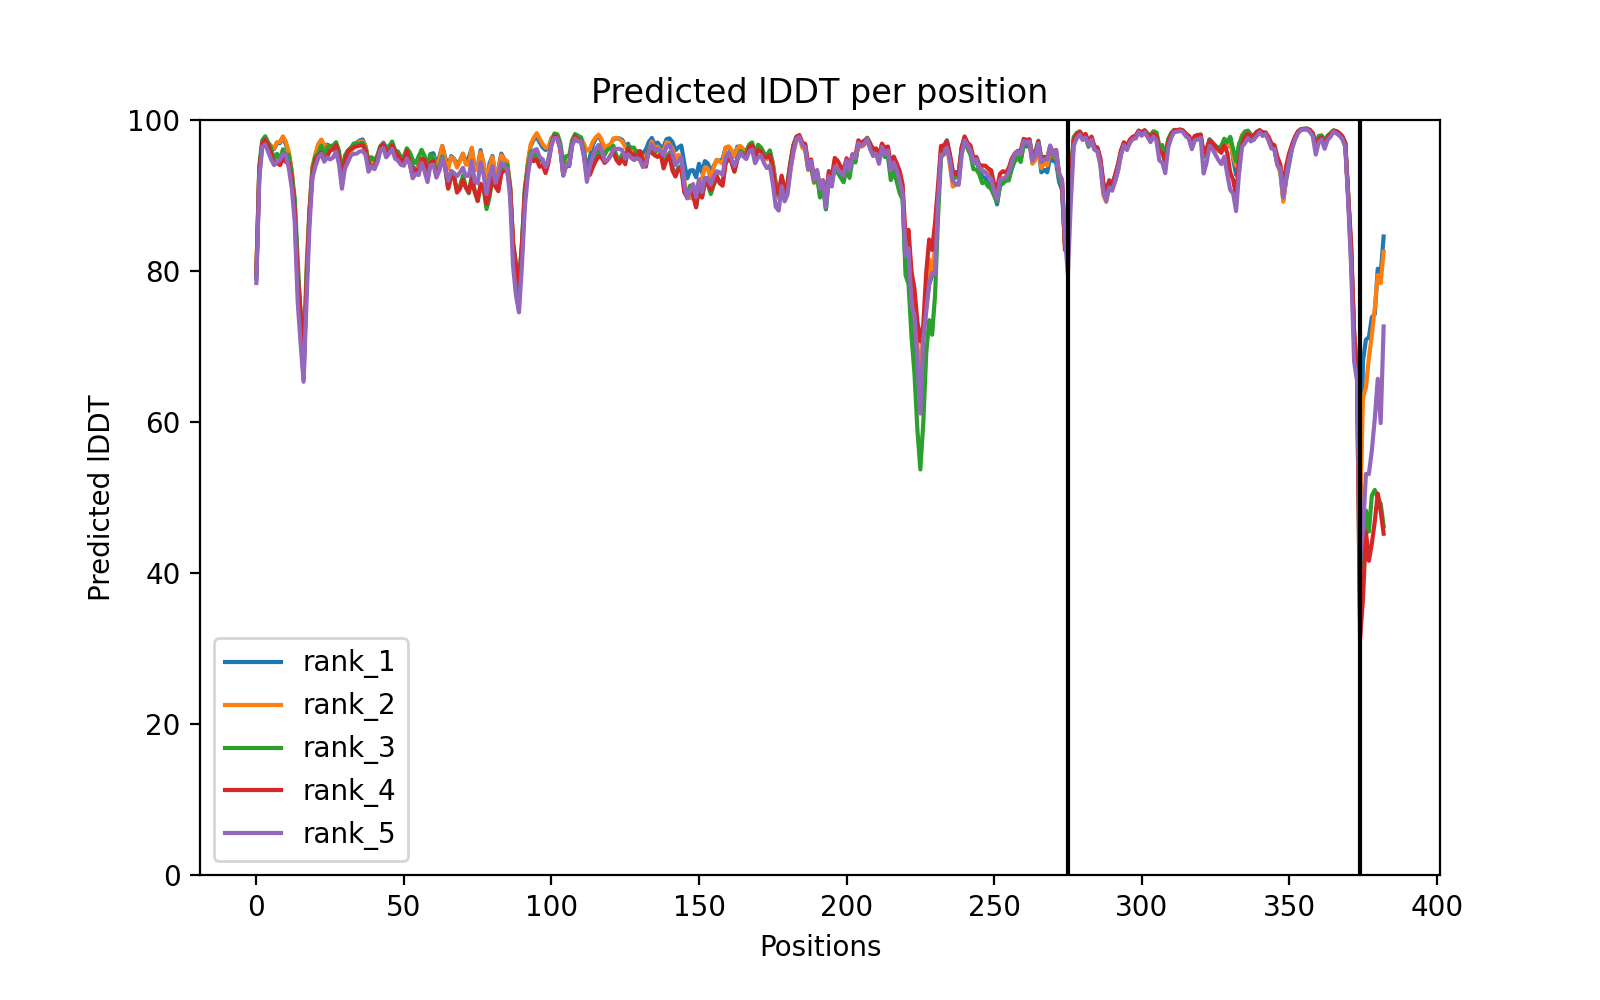 Predicted lDDT per position
100
80
60
40
20
0
Predicted lDDT
rank_1
rank_2
rank_3
rank_4
rank_5
0 50 100 150 200 250 300 350 400
Positions